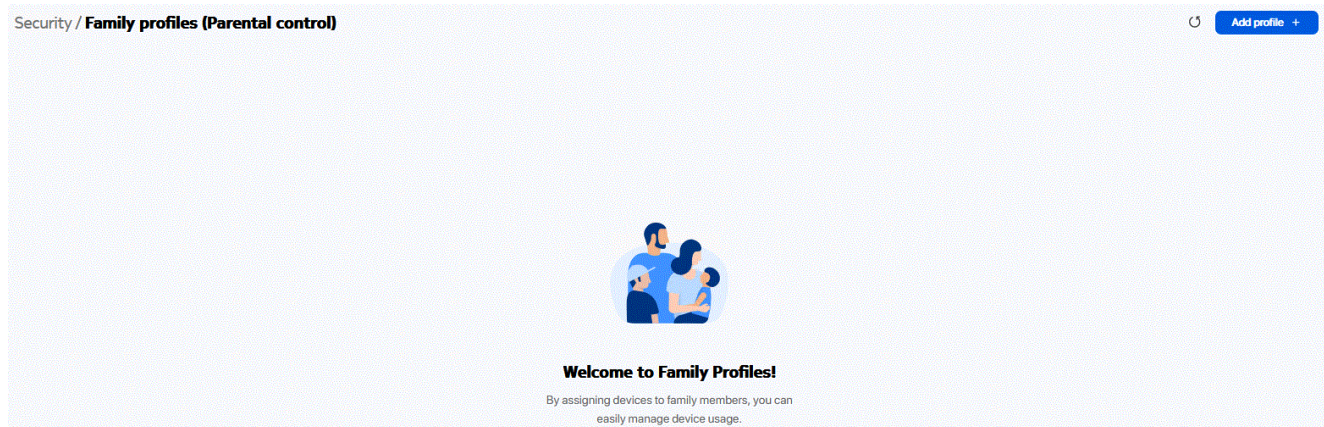 Security / Family profiles (Parental control)
Add profile +
Welcome to Family Profiles!
By assigning devices to family members, you can
easily manage device usage.